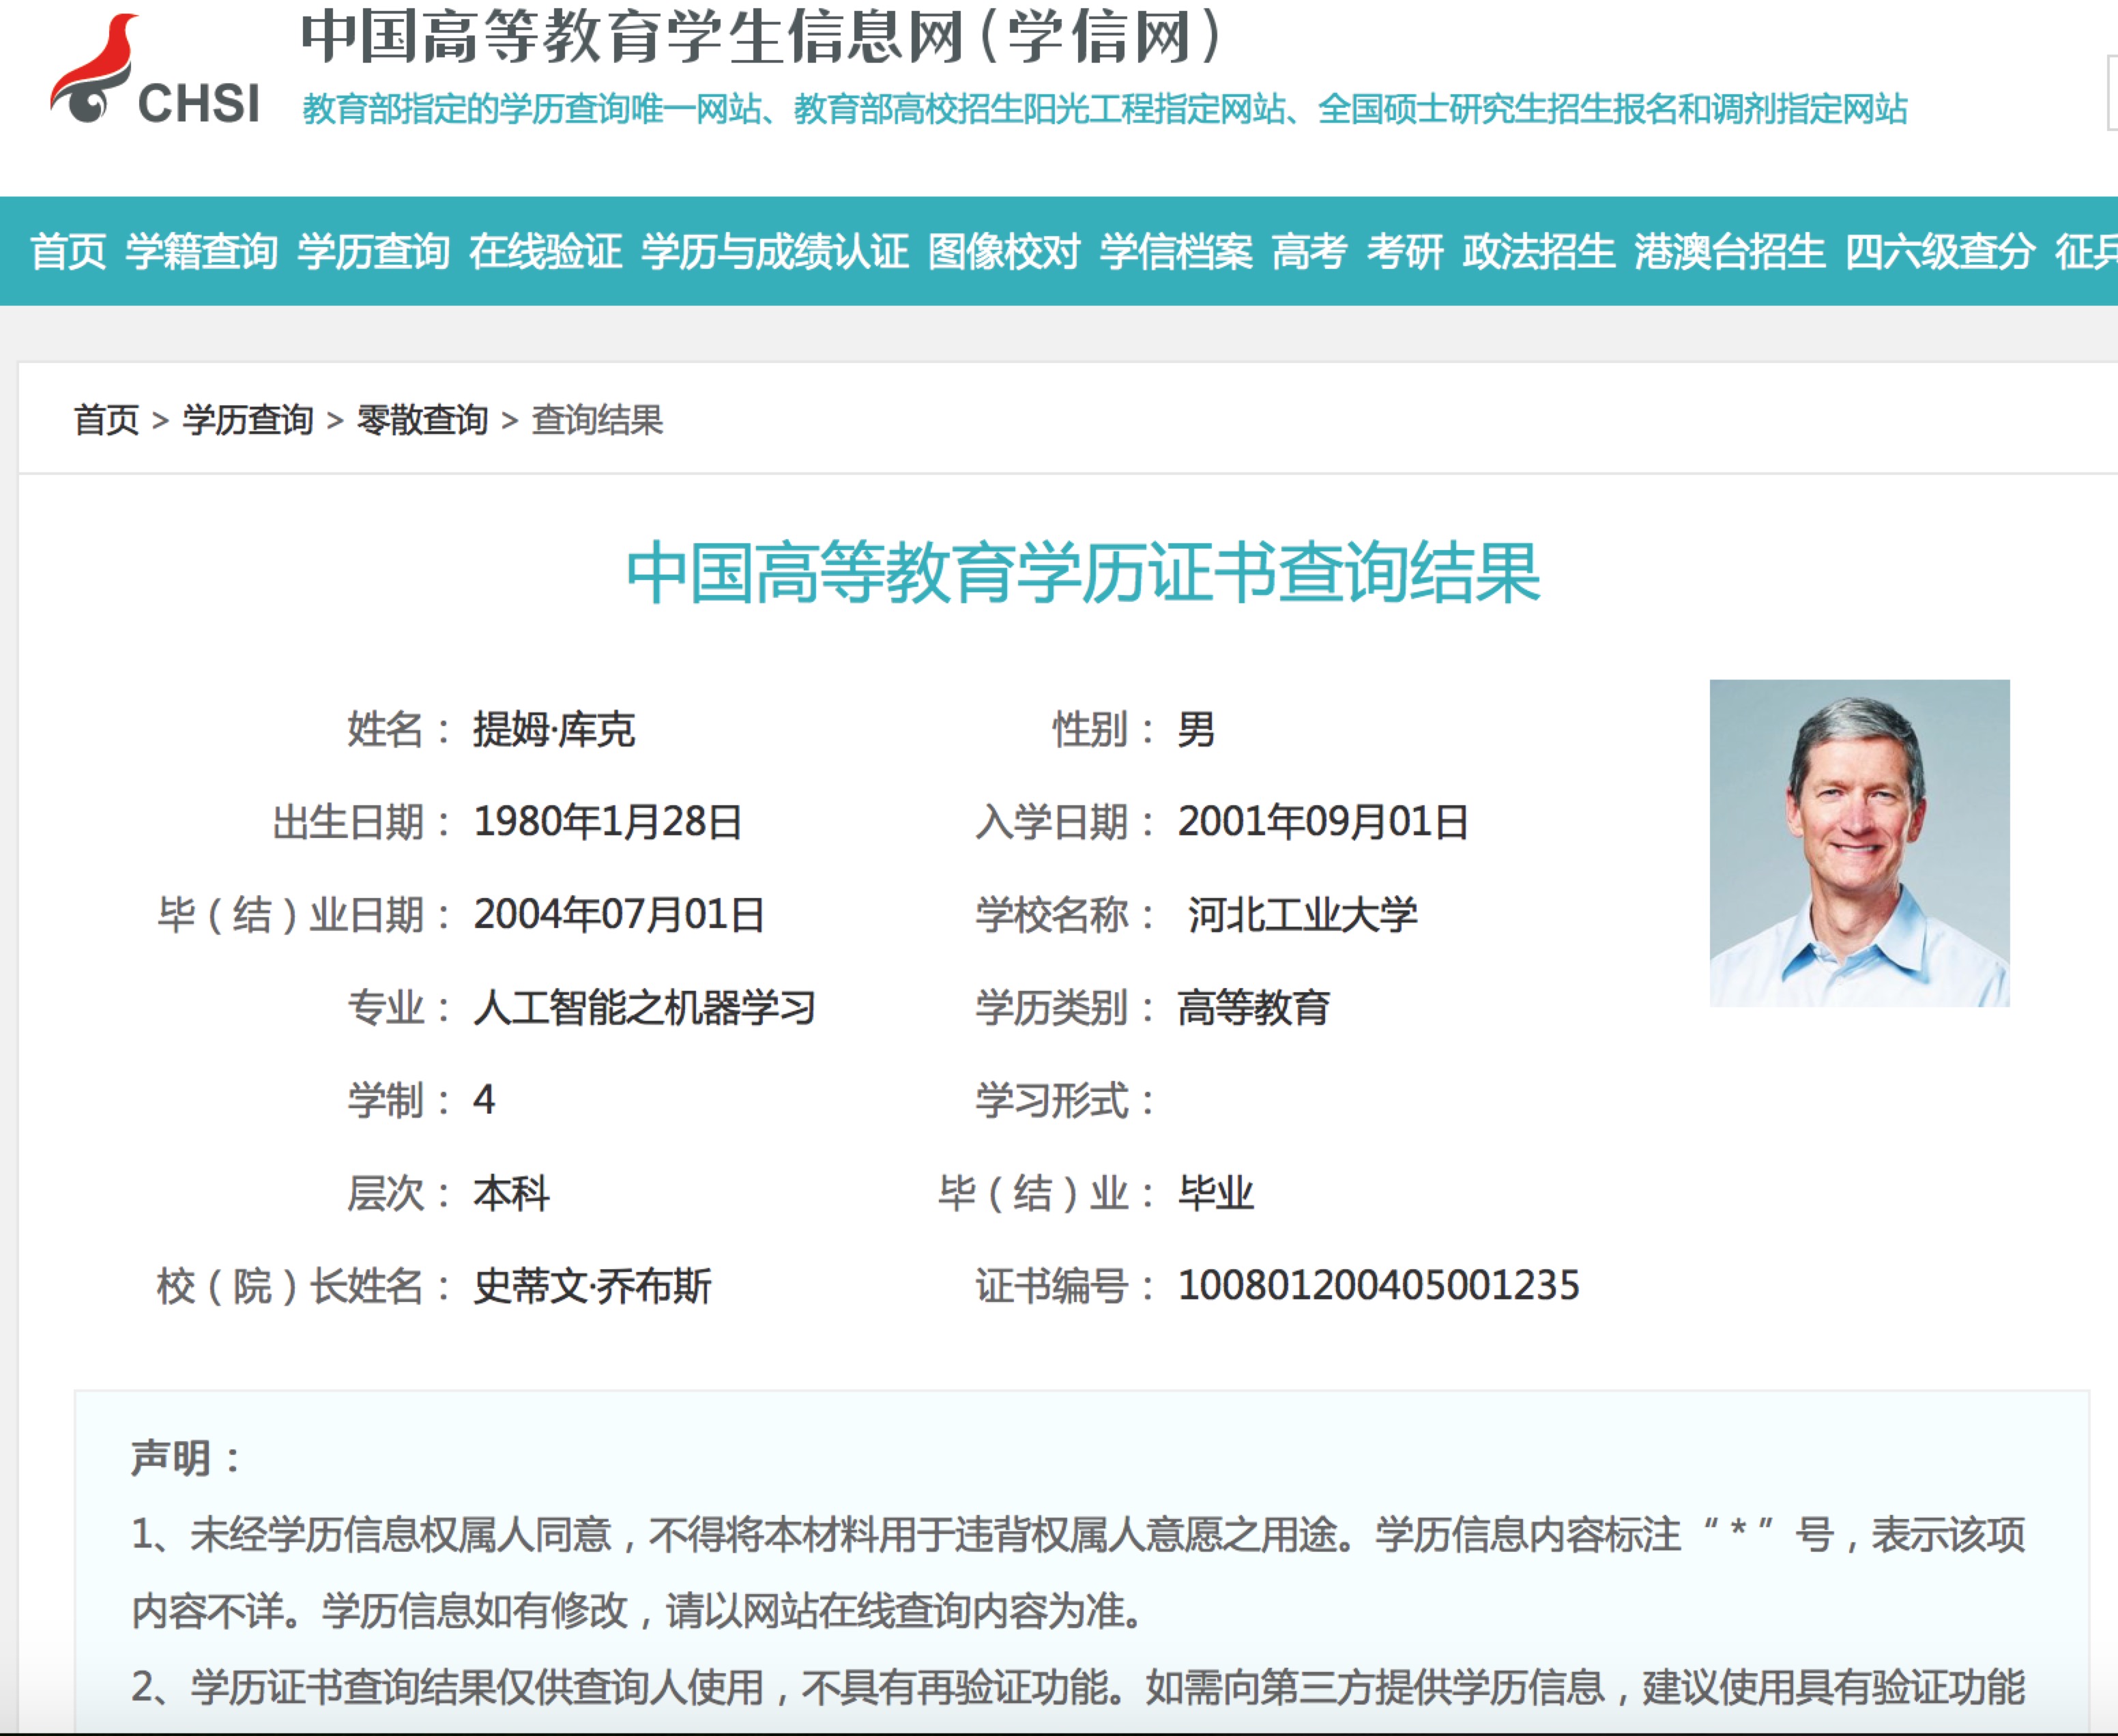 中国高等教育学生信息网(学信网)
CHSI
教育部指定的学历查询唯一网站、教育部高校招生阳光工程指定网站、全国硕士研究生招生报名和调剂指定网站
首页 学籍查询 学历查询 在线验证 学历与成绩认证 图像校对 学信档案 高考 考研 政法招生 港澳台招生 四六级查分 征兵
首页 > 学历查询 > 零散查询 > 查询结果
中国高等教育学历证书查询结果
姓名： 提姆·库克 性别： 男
出生日期： 1980年1月28日 入学日期： 2001年09月01日
毕（结）业日期： 2004年07月01日 学校名称： 河北工业大学
专业： 人工智能之机器学习 学历类别： 高等教育
学制： 4 学习形式：
层次： 本科 毕（结）业： 毕业
校（院）长姓名： 史蒂文·乔布斯 证书编号： 100801200405001235
声明：
1、未经学历信息权属人同意，不得将本材料用于违背权属人意愿之用途。学历信息内容标注“*”号，表示该项
内容不详。学历信息如有修改，请以网站在线查询内容为准。
2、学历证书查询结果仅供查询人使用，不具有再验证功能。如需向第三方提供学历信息，建议使用具有验证功能